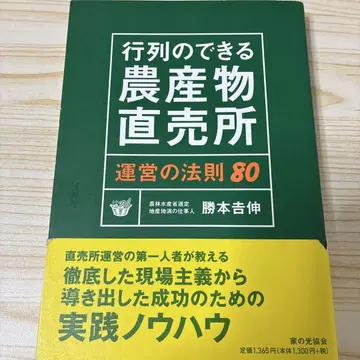 行列のできる
農産物
直売所
運営の法則80
農林水産省選定
地産地消の仕事人
勝本吉伸
直売所運営の第一人者が教える
徹底した現場主義から
導き出した成功のための
実践ノウハウ
家の光協会
定価1,365円(本体1,300円+税)